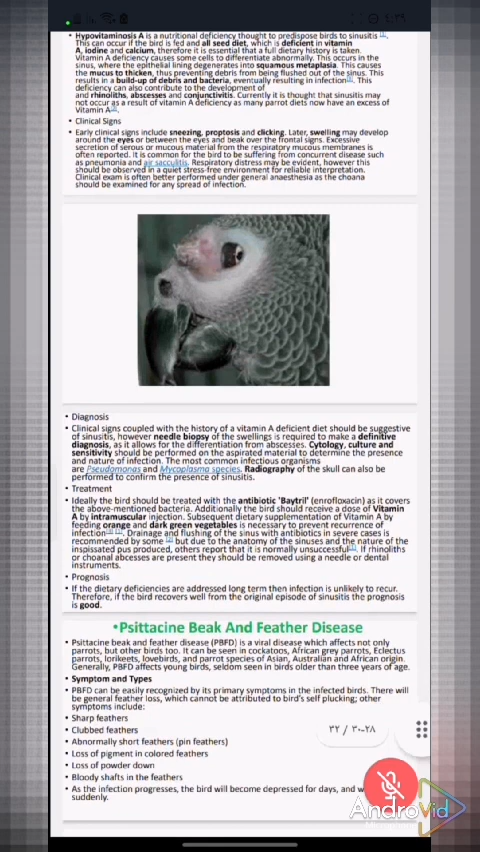 ٤:٣٩
Hypovitaminosis A is a nutritional deficiency thought to predispose birds to sinusitis [1].
This can occur if the bird is fed and all seed diet, which is deficient in vitamin
A, iodine and calcium, therefore it is essential that a full dietary history is taken.
Vitamin A deficiency causes some cells to differentiate abnormally. This occurs in the
sinus, where the epithelial lining degenerates into squamous metaplasia. This causes
the mucus to thicken, thus preventing debris from being flushed out of the sinus. This
results in a build-up of debris and bacteria, eventually resulting in infection. This
deficiency can also contribute to the development of
and rhinoliths, abscesses and conjunctivitis. Currently it is thought that sinusitis may
not occur as a result of vitamin A deficiency as many parrot diets now have an excess of
Vitamin A.
• Clinical Signs
• Early clinical signs include sneezing, proptosis and clicking. Later, swelling may develop
around the eyes or between the eyes and beak over the frontal signs. Excessive
secretion of serous or mucous material from the respiratory mucous membranes is
often reported. It is common for the bird to be suffering from concurrent disease such
as pneumonia and air sacculitis. Respiratory distress may be evident, however this
should be observed in a quiet stress-free environment for reliable interpretation.
Clinical exam is often better performed under general anaesthesia as the choana
should be examined for any spread of infection.
• Diagnosis
• Clinical signs coupled with the history of a vitamin A deficient diet should be suggestive
of sinusitis, however needle biopsy of the swellings is required to make a definitive
diagnosis, as it allows for the differentiation from abscesses. Cytology, culture and
sensitivity should be performed on the aspirated material to determine the presence
and nature of infection. The most common infectious organisms
are Pseudomonas and Mycoplasma species. Radiography of the skull can also be
performed to confirm the presence of sinusitis.
• Treatment
• Ideally the bird should be treated with the antibiotic 'Baytril' (enrofloxacin) as it covers
the above-mentioned bacteria. Additionally the bird should receive a dose of Vitamin
A by intramuscular injection. Subsequent dietary supplementation of Vitamin A by
feeding orange and dark green vegetables is necessary to prevent recurrence of
infection. Drainage and flushing of the sinus with antibiotics in severe cases is
recommended by some but due to the anatomy of the sinuses and the nature of the
inspissated pus produced, others report that it is normally unsuccessful. If rhinoliths
or choanal abcesses are present they should be removed using a needle or dental
instruments.
• Prognosis
• If the dietary deficiencies are addressed long term then infection is unlikely to recur.
Therefore, if the bird recovers well from the original episode of sinusitis the prognosis
is good.
•Psittacine Beak And Feather Disease
• Psittacine beak and feather disease (PBFD) is a viral disease which affects not only
parrots, but other birds too. It can be seen in cockatoos, African grey parrots, Eclectus
parrots, lorikeets, lovebirds, and parrot species of Asian, Australian and African origin.
Generally, PBFD affects young birds, seldom seen in birds older than three years of age.
• Symptom and Types
• PBFD can be easily recognized by its primary symptoms in the infected birds. There will
be general feather loss, which cannot be attributed to bird's self plucking; other
symptoms include:
• Sharp feathers
• Clubbed feathers
• Abnormally short feathers (pin feathers)
• Loss of pigment in colored feathers
• Loss of powder down
• Bloody shafts in the feathers
• As the infection progresses, the bird will become depressed for days, and
suddenly.
٣٢ / ٣٠-٢٨
AndroVid